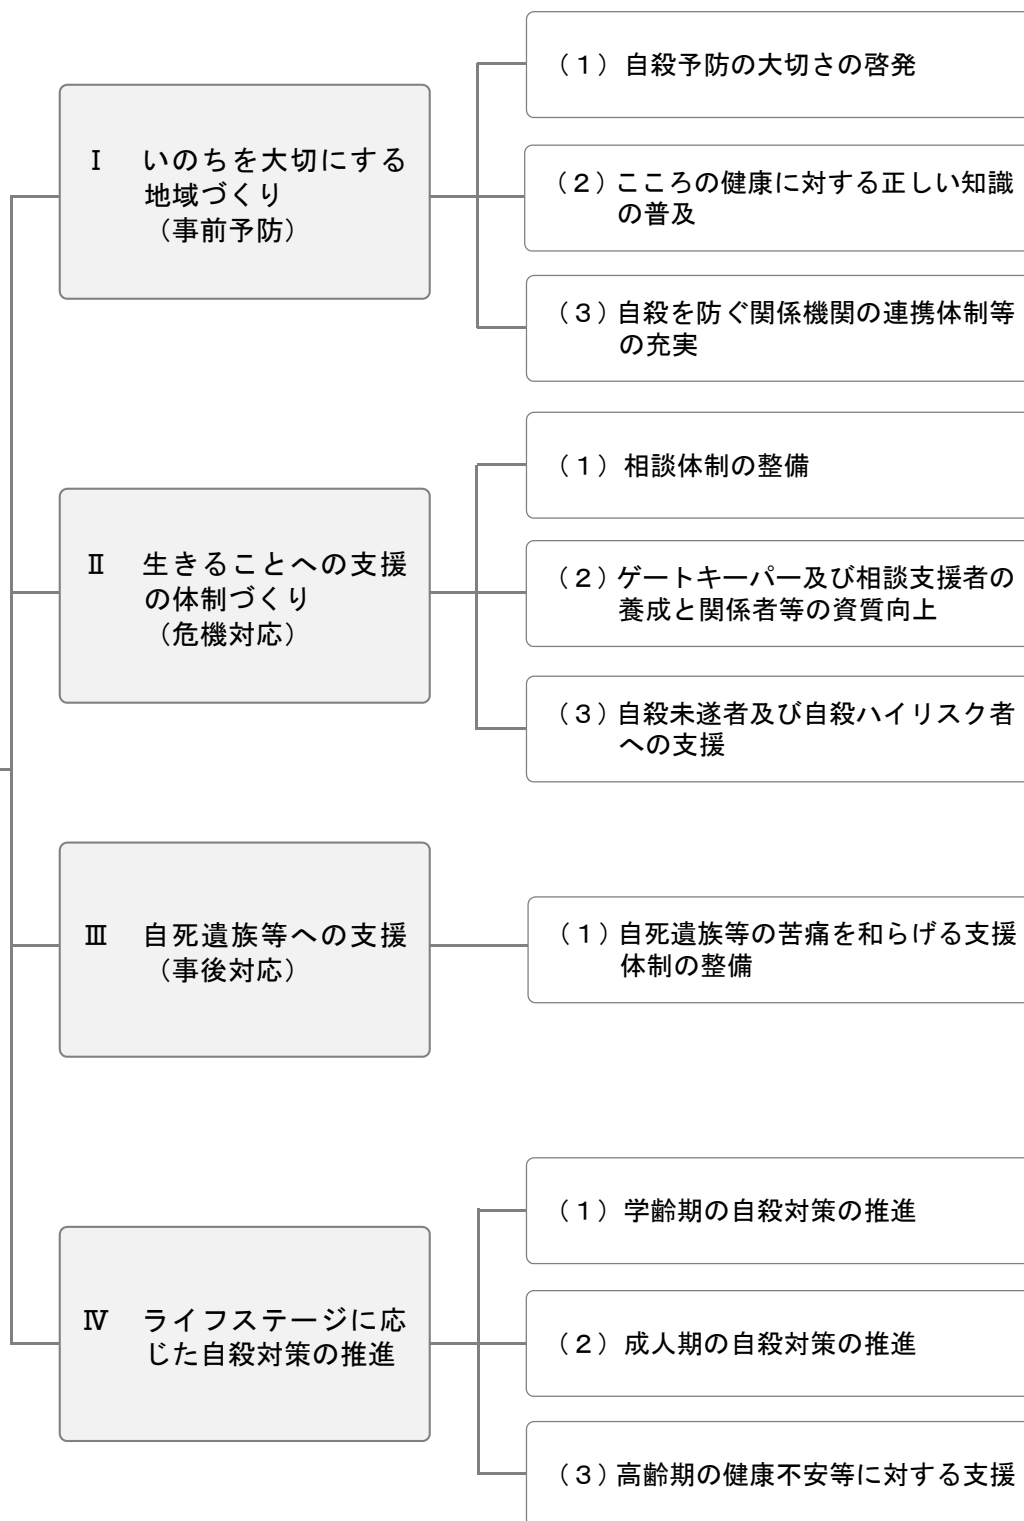 Ⅰ いのちを大切にする
地域づくり
（事前予防）
（１）自殺予防の大切さの啓発
（２）こころの健康に対する正しい知識
の普及
（３）自殺を防ぐ関係機関の連携体制等
の充実
Ⅱ 生きることへの支援
の体制づくり
（危機対応）
（１）相談体制の整備
（２）ゲートキーパー及び相談支援者の
養成と関係者等の資質向上
（３）自殺未遂者及び自殺ハイリスク者
への支援
Ⅲ 自死遺族等への支援
（事後対応）
（１）自死遺族等の苦痛を和らげる支援
体制の整備
Ⅳ ライフステージに応
じた自殺対策の推進
（１）学齢期の自殺対策の推進
（２）成人期の自殺対策の推進
（３）高齢期の健康不安等に対する支援